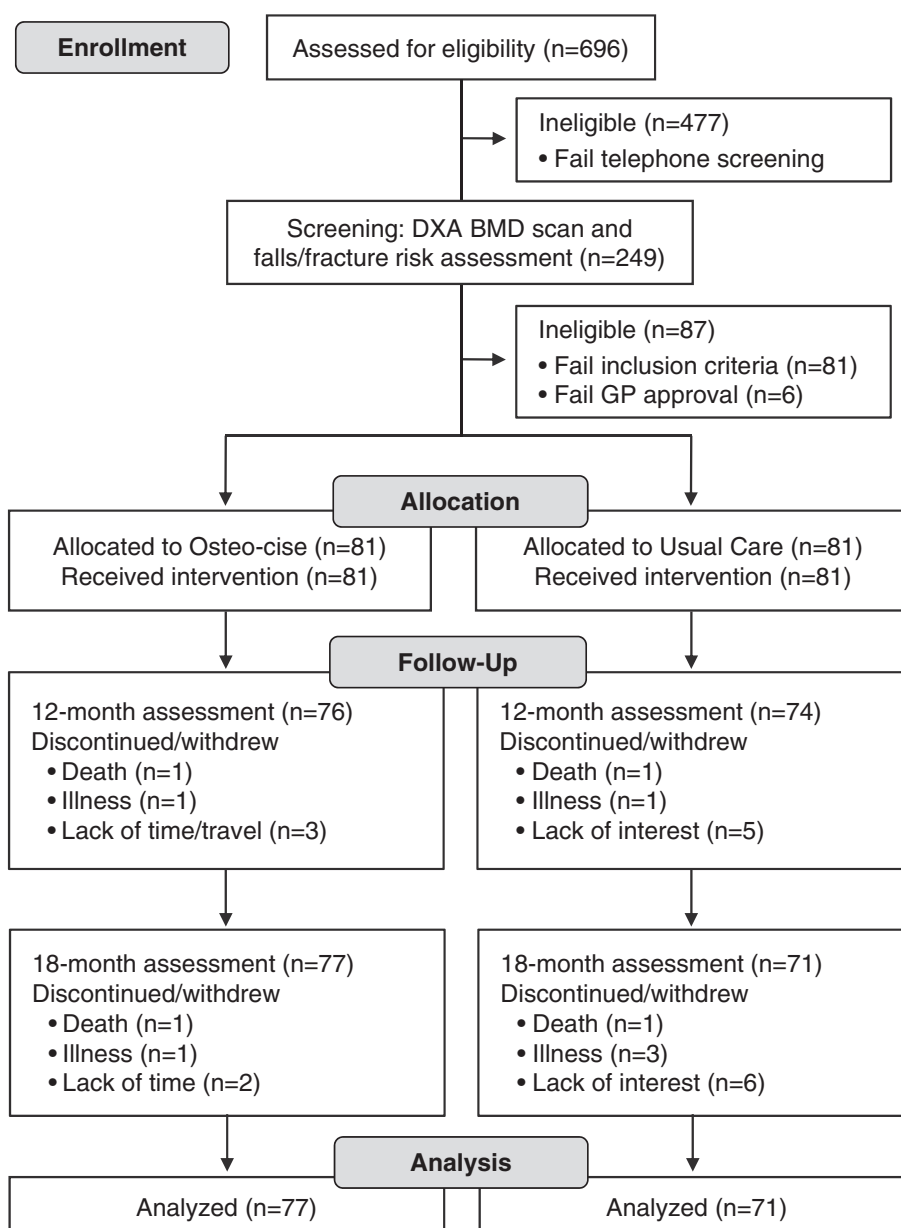 Enrollment
Assessed for eligibility (n=696)
Ineligible (n=477)
• Fail telephone screening
Screening: DXA BMD scan and
falls/fracture risk assessment (n=249)
Ineligible (n=87)
• Fail inclusion criteria (n=81)
• Fail GP approval (n=6)
Allocation
Allocated to Osteo-cise (n=81)
Received intervention (n=81)
Allocated to Usual Care (n=81)
Received intervention (n=81)
Follow-Up
12-month assessment (n=76)
Discontinued/withdrew
• Death (n=1)
• Illness (n=1)
• Lack of time/travel (n=3)
12-month assessment (n=74)
Discontinued/withdrew
• Death (n=1)
• Illness (n=1)
• Lack of interest (n=5)
18-month assessment (n=77)
Discontinued/withdrew
• Death (n=1)
• Illness (n=1)
• Lack of time (n=2)
18-month assessment (n=71)
Discontinued/withdrew
• Death (n=1)
• Illness (n=3)
• Lack of interest (n=6)
Analysis
Analyzed (n=77)
Analyzed (n=71)